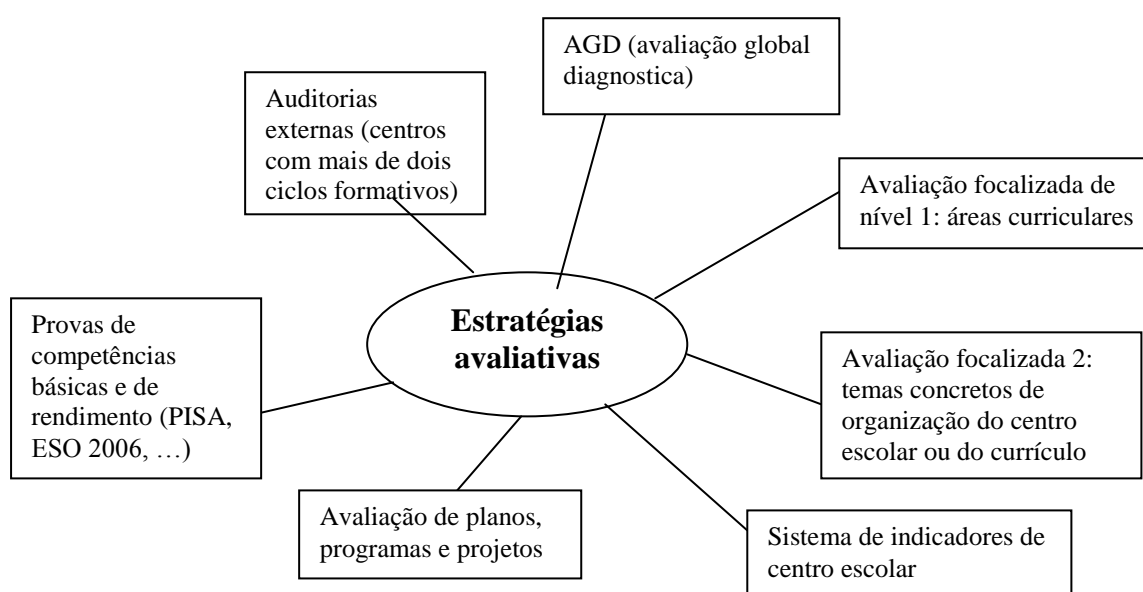 AGD (avaliação global
diagnostica)
Auditorias
externas (centros
com mais de dois
ciclos formativos)
Avaliação focalizada de
nível 1: áreas curriculares
Estratégias
avaliativas
Provas de
competências
básicas e de
rendimento (PISA,
ESO 2006, …)
Avaliação focalizada 2:
temas concretos de
organização do centro
escolar ou do currículo
Avaliação de planos,
programas e projetos
Sistema de indicadores de
centro escolar